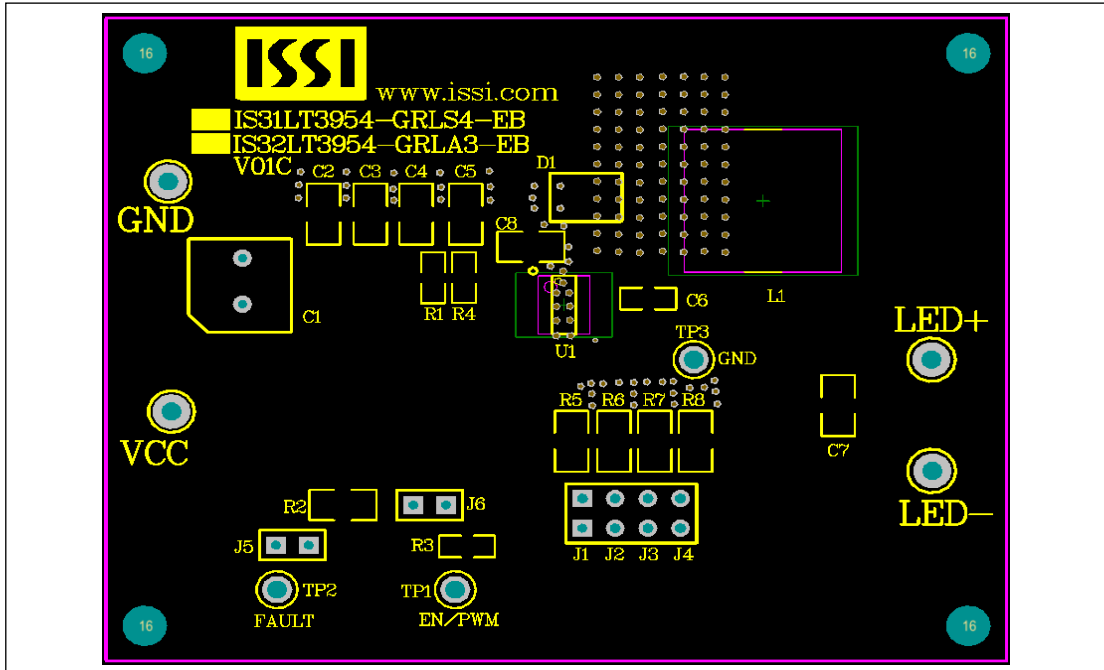 16
16
ISSI
www.issi.com
IS31LT3954-GRLS4-EB
IS32LT3954-GRLA3-EB
V01C
C2 C3 C4 C5
D1
GND
C8
C1
R1 R4
C6
L1
U1
TP3
GND
LED+
R5 R6 R7 R8
VCC
C7
LED-
R2
J6
J5
R3
J1 J2 J3 J4
TP2
TP1
FAULT
EN/PWM
16
16